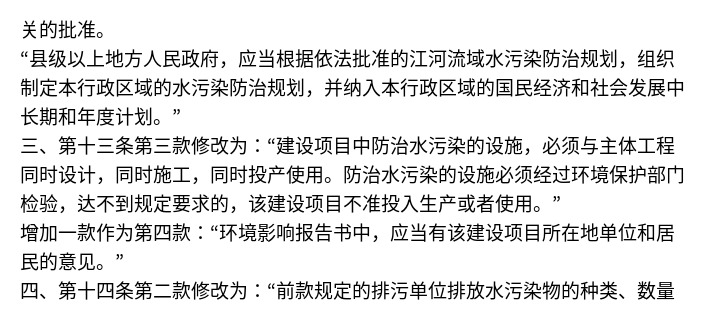 关的批准。
“县级以上地方人民政府，应当根据依法批准的江河流域水污染防治规划，组织
制定本行政区域的水污染防治规划，并纳入本行政区域的国民经济和社会发展中
长期和年度计划。”
三、第十三条第三款修改为：“建设项目中防治水污染的设施，必须与主体工程
同时设计，同时施工，同时投产使用。防治水污染的设施必须经过环境保护部门
检验，达不到规定要求的，该建设项目不准投入生产或者使用。”
增加一款作为第四款：“环境影响报告书中，应当有该建设项目所在地单位和居
民的意见。”
四、第十四条第二款修改为：“前款规定的排污单位排放水污染物的种类、数量